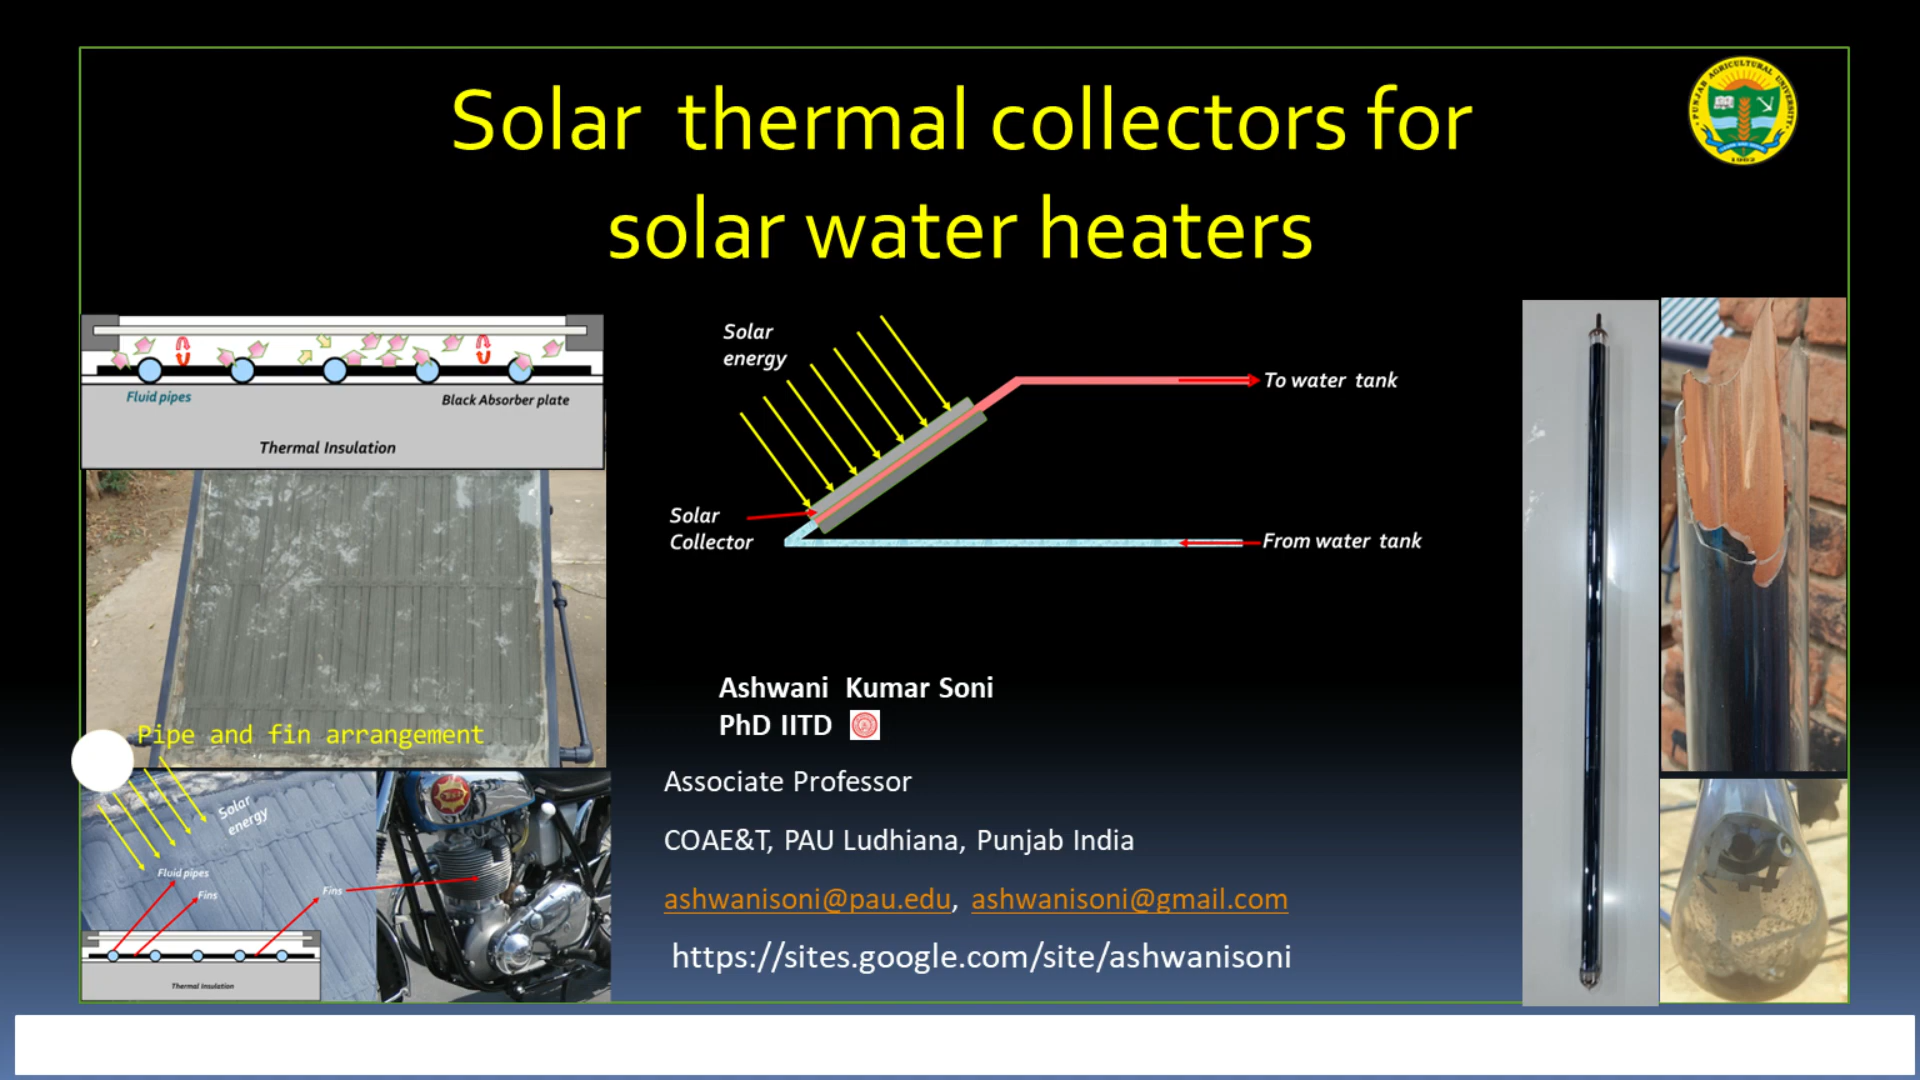 Solar thermal collectors for
solar water heaters
PUNJAB AGRICULTURAL UNIVERSITY
Fluid pipes
Black Absorber plate
Thermal Insulation
Solar
energy
To water tank
Solar
Collector
From water tank
Pipe and fin arrangement
Solar
energy
Fluid pipes
Fins
Fins
Thermal Insulation
Ashwani Kumar Soni
PhD IITD
Associate Professor
COAE&T, PAU Ludhiana, Punjab India
ashwanisoni@pau.edu, ashwanisoni@gmail.com
https://sites.google.com/site/ashwanisoni